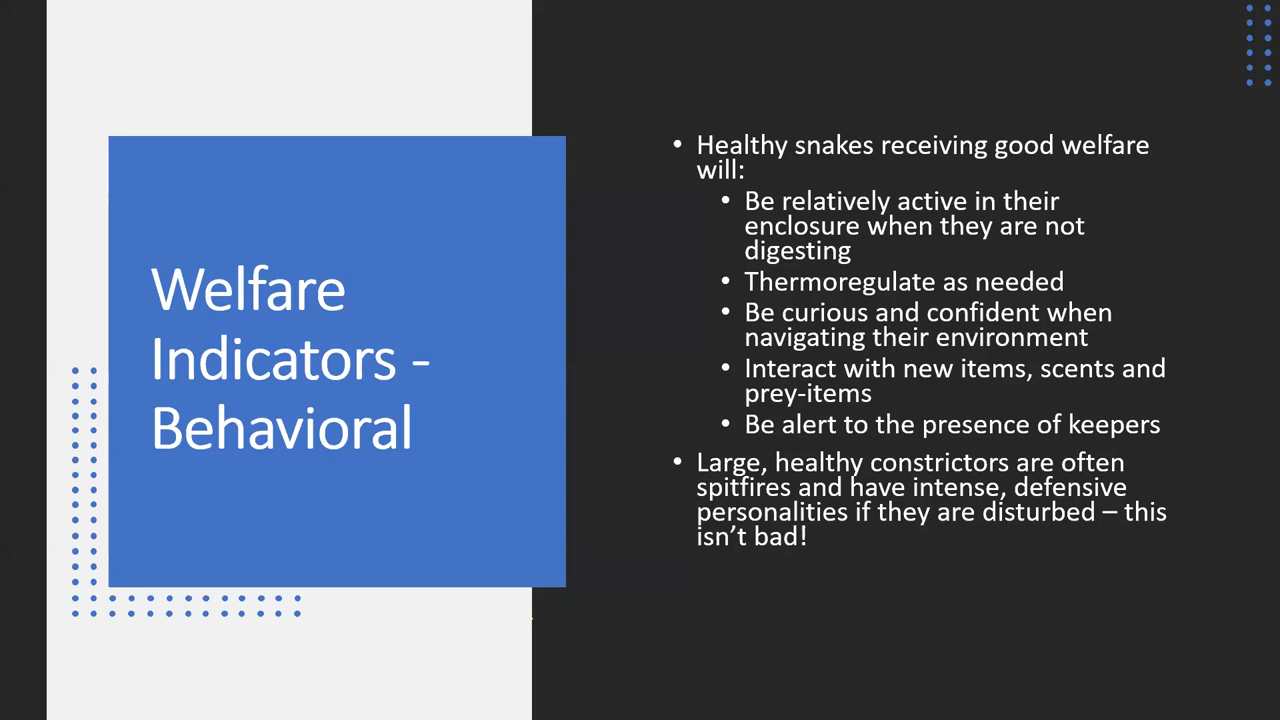 Welfare
Indicators -
Behavioral
• Healthy snakes receiving good welfare
will:
• Be relatively active in their
enclosure when they are not
digesting
• Thermoregulate as needed
• Be curious and confident when
navigating their environment
• Interact with new items, scents and
prey-items
• Be alert to the presence of keepers
• Large, healthy constrictors are often
spitfires and have intense, defensive
personalities if they are disturbed – this
isn’t bad!